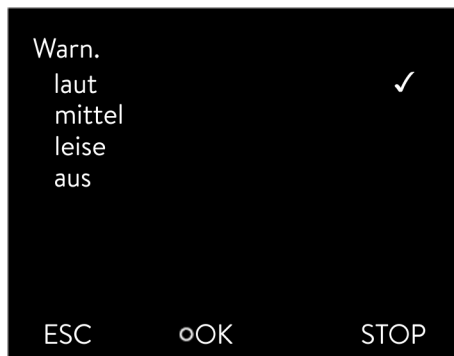 Warn.
laut ✓
mittel
leise
aus
ESC OK STOP